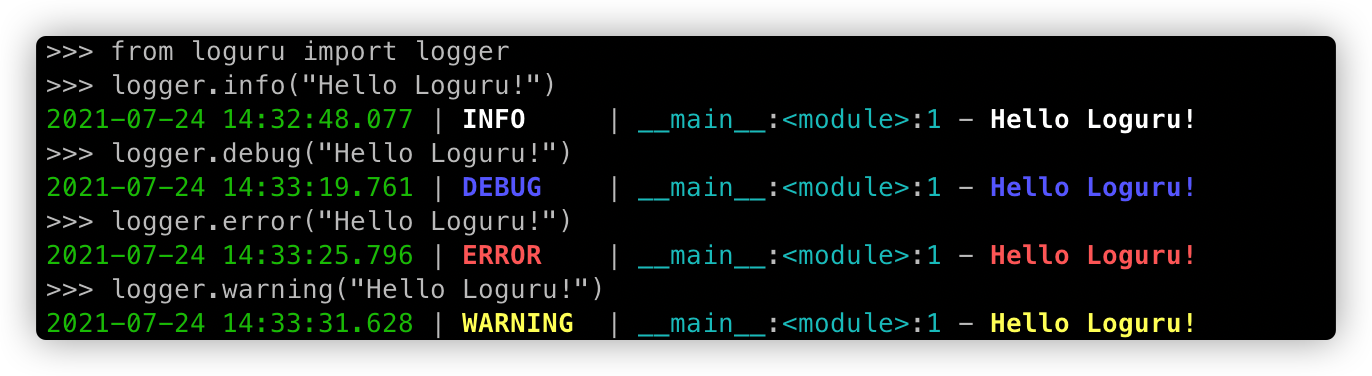 >>> from loguru import logger
>>> logger.info("Hello Loguru!")
2021-07-24 14:32:48.077 | INFO     | __main__:<module>:1 - Hello Loguru!
>>> logger.debug("Hello Loguru!")
2021-07-24 14:33:19.761 | DEBUG    | __main__:<module>:1 - Hello Loguru!
>>> logger.error("Hello Loguru!")
2021-07-24 14:33:25.796 | ERROR    | __main__:<module>:1 - Hello Loguru!
>>> logger.warning("Hello Loguru!")
2021-07-24 14:33:31.628 | WARNING  | __main__:<module>:1 - Hello Loguru!